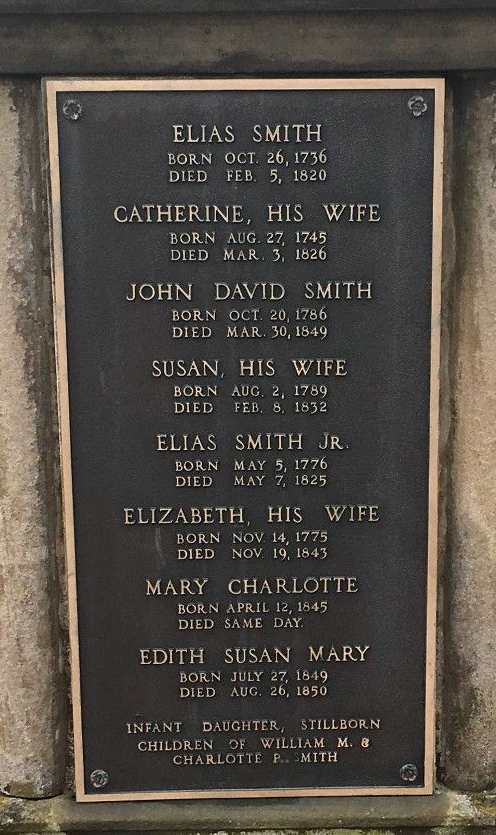 ELIAS SMITH
BORN OCT. 26, 1736
DIED FEB. 5, 1820
CATHERINE, HIS WIFE
BORN AUG. 27, 1745
DIED MAR. 3, 1826
JOHN DAVID SMITH
BORN OCT. 20, 1786
DIED MAR. 30, 1849
SUSAN, HIS WIFE
BORN AUG. 2, 1789
DIED FEB. 8, 1832
ELIAS SMITH JR.
BORN MAY 5, 1776
DIED MAY 7, 1825
ELIZABETH, HIS WIFE
BORN NOV. 14, 1775
DIED NOV. 19, 1843
MARY CHARLOTTE
BORN APRIL 12, 1845
DIED SAME DAY.
EDITH SUSAN MARY
BORN JULY 27, 1849
DIED AUG. 26, 1850
INFANT DAUGHTER, STILLBORN
CHILDREN OF WILLIAM M. &
CHARLOTTE P. SMITH